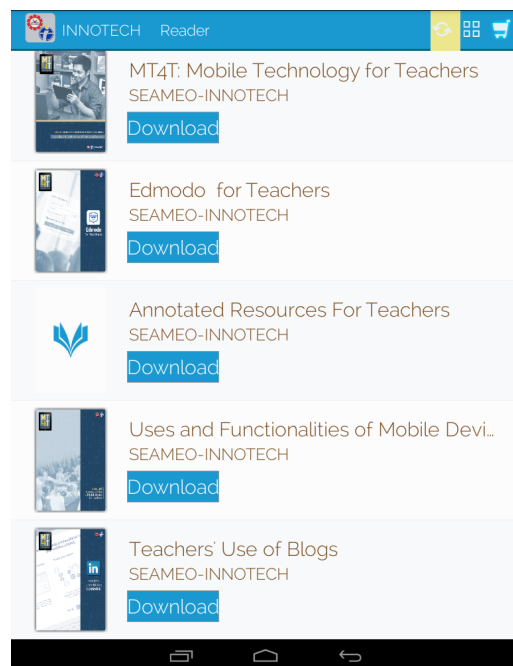 INNOTECH Reader
MT4T: Mobile Technology for Teachers
SEAMEO-INNOTECH
Download
Edmodo for Teachers
SEAMEO-INNOTECH
Download
Annotated Resources For Teachers
SEAMEO-INNOTECH
Download
Uses and Functionalities of Mobile Devi...
SEAMEO-INNOTECH
Download
Teachers' Use of Blogs
SEAMEO-INNOTECH
Download